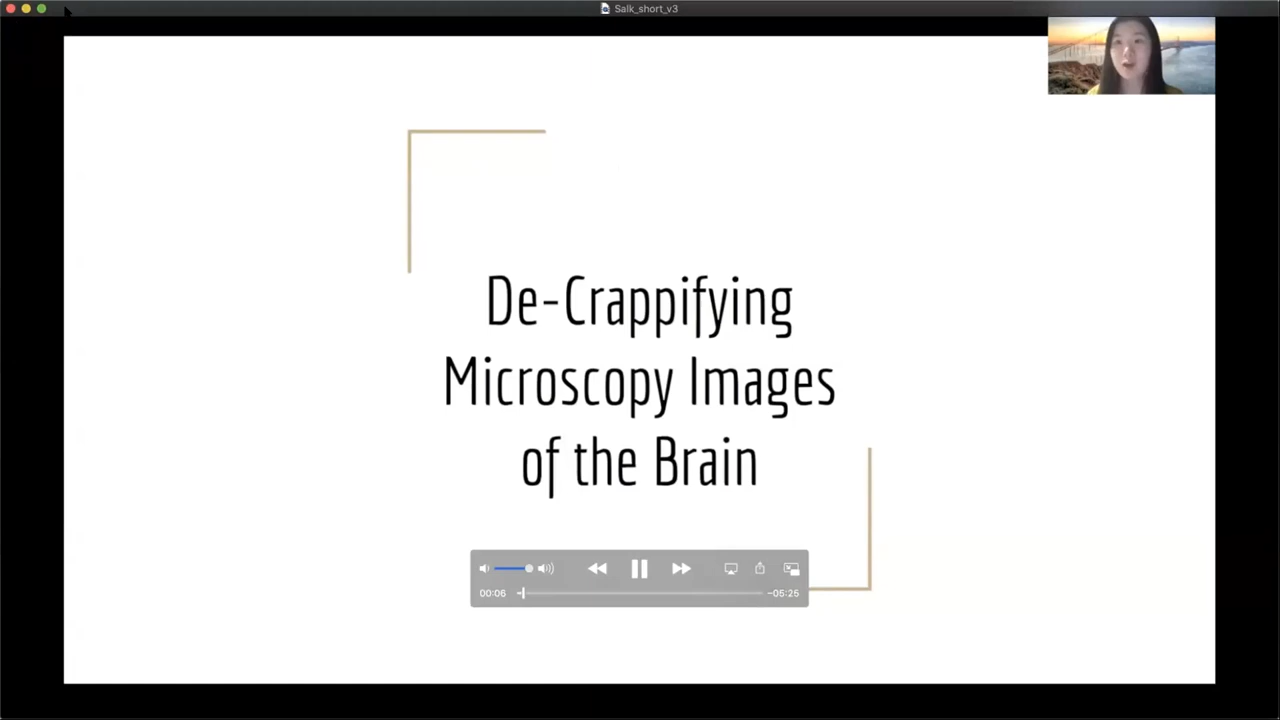 Salk_short_v3
De-Crappifying
Microscopy Images
of the Brain
00:06
-05:25